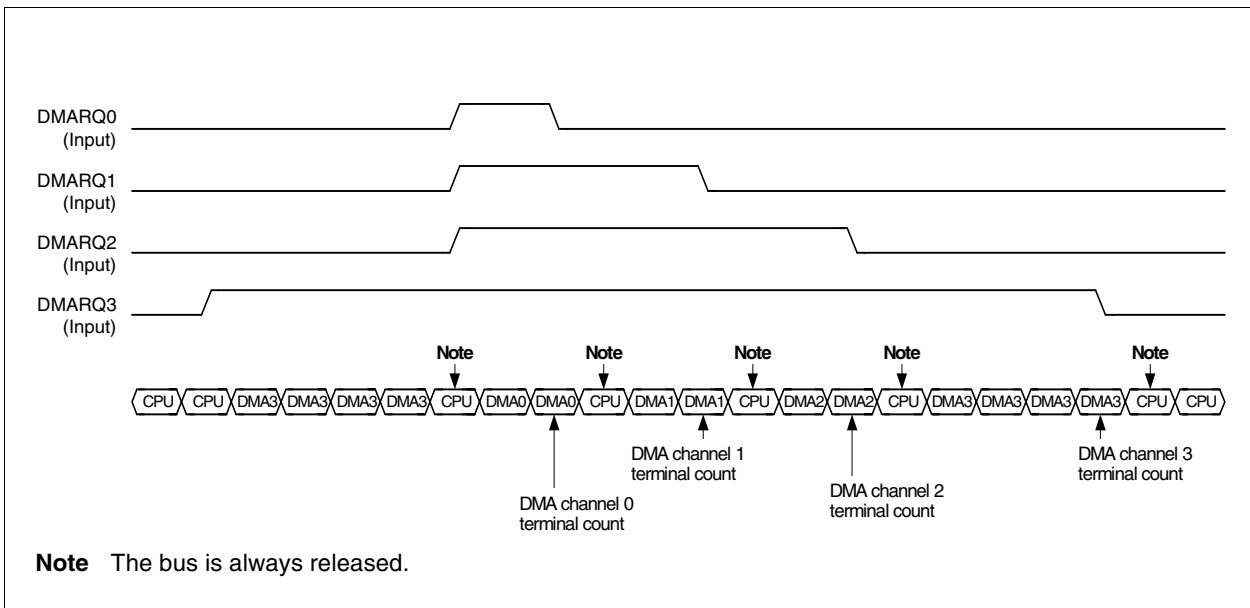 DMARQ0
(Input)
DMARQ1
(Input)
DMARQ2
(Input)
DMARQ3
(Input)
Note Note Note Note Note
CPU CPU DMA3 DMA3 DMA3 DMA3 CPU DMA0 DMA0 CPU DMA1 DMA1 CPU DMA2 DMA2 CPU DMA3 DMA3 DMA3 DMA3 CPU CPU
DMA channel 0
terminal count
DMA channel 1
terminal count
DMA channel 2
terminal count
DMA channel 3
terminal count
Note The bus is always released.